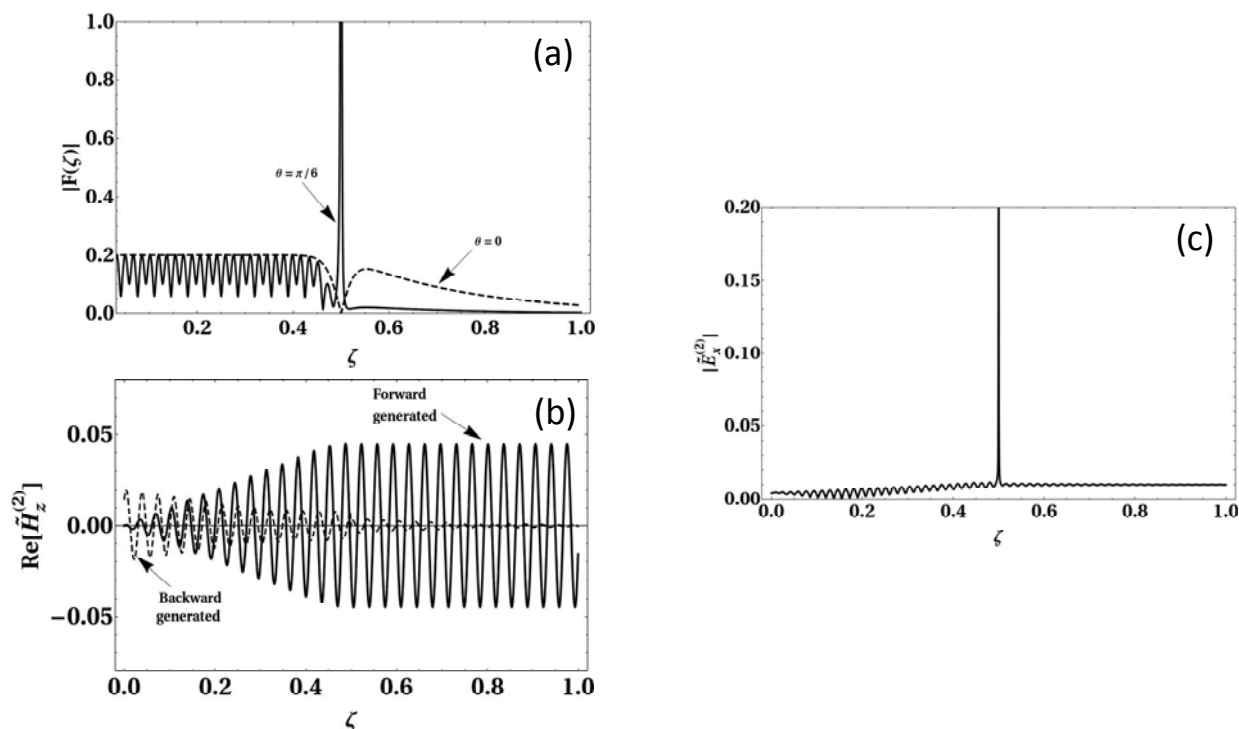 (a)
1.0
0.8
0.6
0.4
0.2
0.0
|F(ζ)|
θ = π/6
θ = 0
0.2 0.4 0.6 0.8 1.0
ζ
(b)
0.05
0.00
−0.05
Re[H̃z(2)]
Forward
generated
Backward
generated
0.0 0.2 0.4 0.6 0.8 1.0
ζ
(c)
0.20
0.15
0.10
0.05
0.00
|Ẽx(2)|
0.0 0.2 0.4 0.6 0.8 1.0
ζ